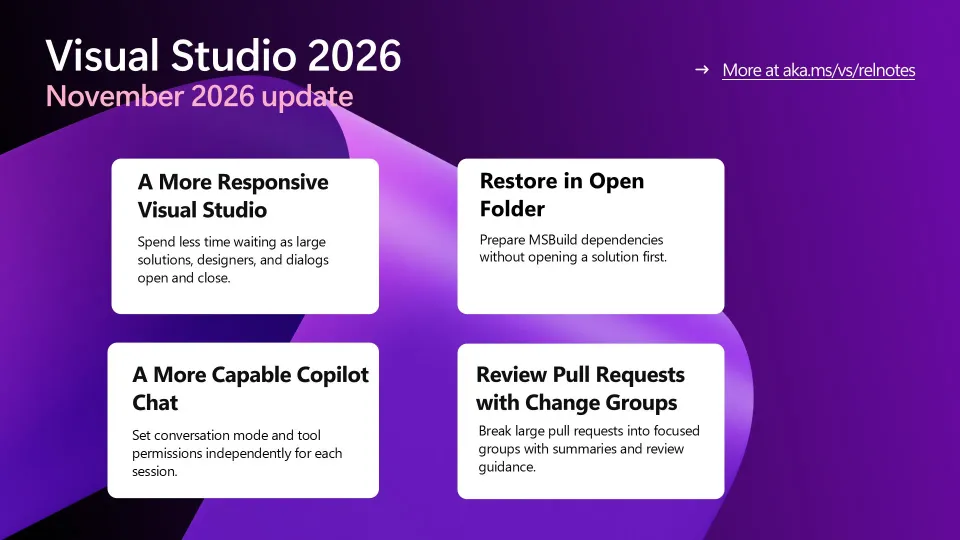 Visual Studio 2026
November 2026 update
→ More at aka.ms/vs/relnotes
A More Responsive
Visual Studio
Spend less time waiting as large
solutions, designers, and dialogs
open and close.
Restore in Open
Folder
Prepare MSBuild dependencies
without opening a solution first.
A More Capable Copilot
Chat
Set conversation mode and tool
permissions independently for each
session.
Review Pull Requests
with Change Groups
Break large pull requests into focused
groups with summaries and review
guidance.